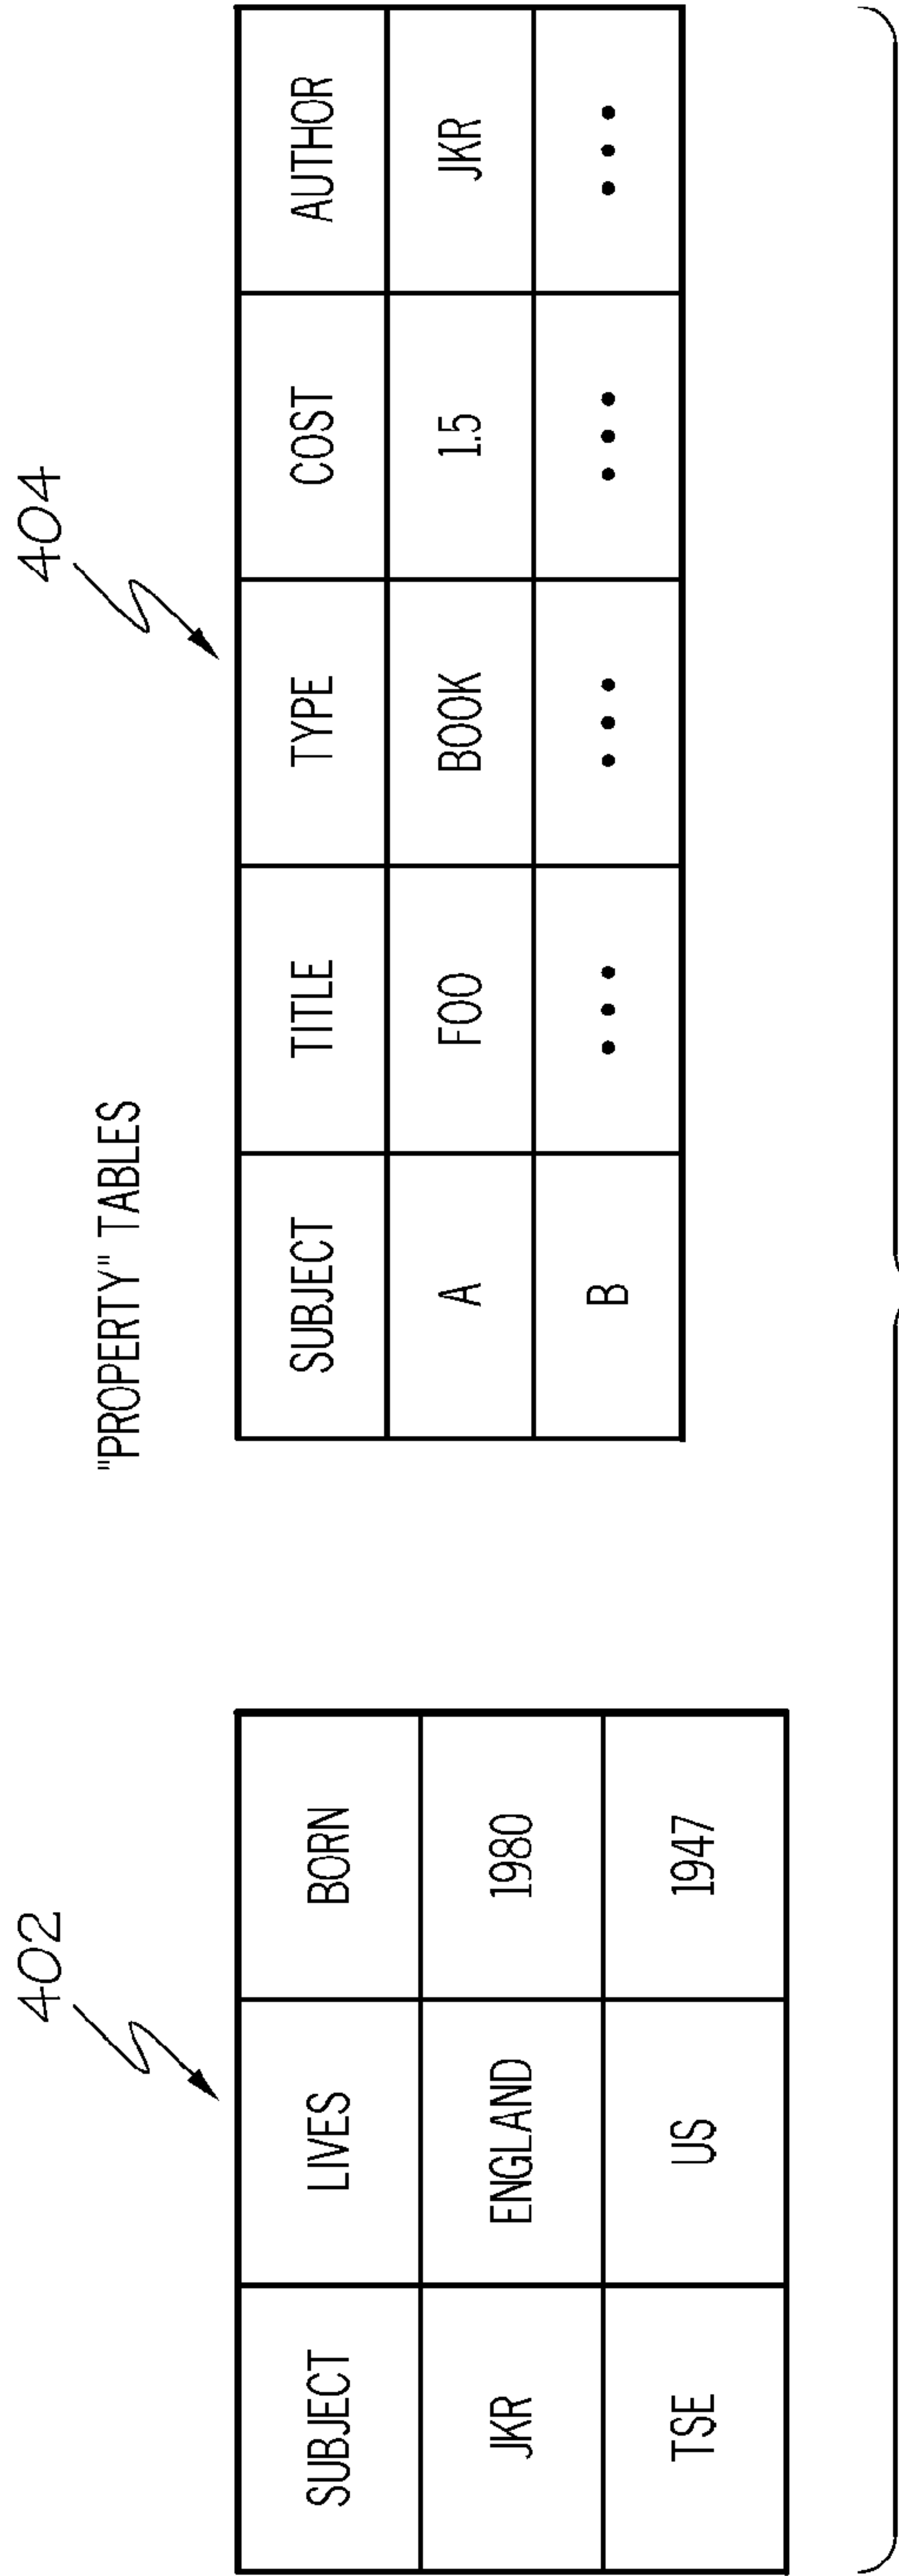 "PROPERTY" TABLES
402
SUBJECT LIVES BORN
JKR ENGLAND 1980
TSE US 1947
404
SUBJECT TITLE TYPE COST AUTHOR
A FOO BOOK 1.5 JKR
B ••• ••• ••• •••